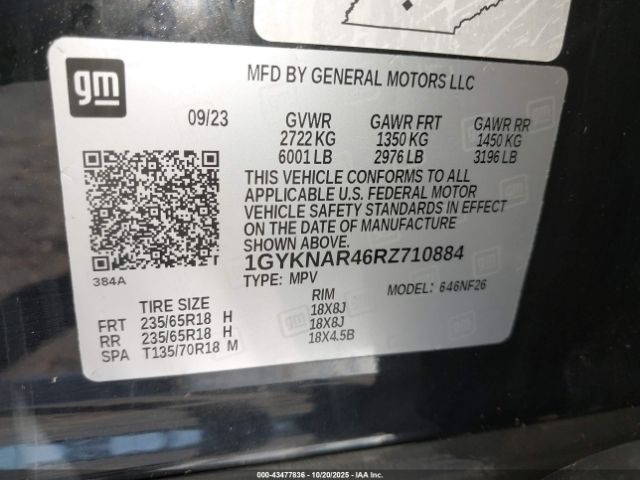 gm
MFD BY GENERAL MOTORS LLC
09/23 GVWR GAWR FRT GAWR RR
2722 KG 1350 KG 1450 KG
6001 LB 2976 LB 3196 LB
THIS VEHICLE CONFORMS TO ALL
APPLICABLE U.S. FEDERAL MOTOR
VEHICLE SAFETY STANDARDS IN EFFECT
ON THE DATE OF MANUFACTURE
SHOWN ABOVE.
1GYKNAR46RZ710884
384A
TYPE: MPV MODEL: 646NF26
TIRE SIZE RIM
FRT 235/65R18 H 18X8J
RR 235/65R18 H 18X8J
SPA T135/70R18 M 18X4.5B
000-43477836 | 10/20/2025 | © copart